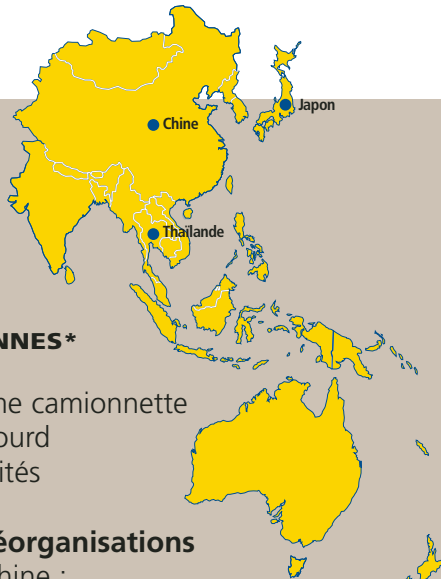 Japon
Chine
Thaïlande
NNES*
ne camionnette
ourd
ités
éorganisations
hine :